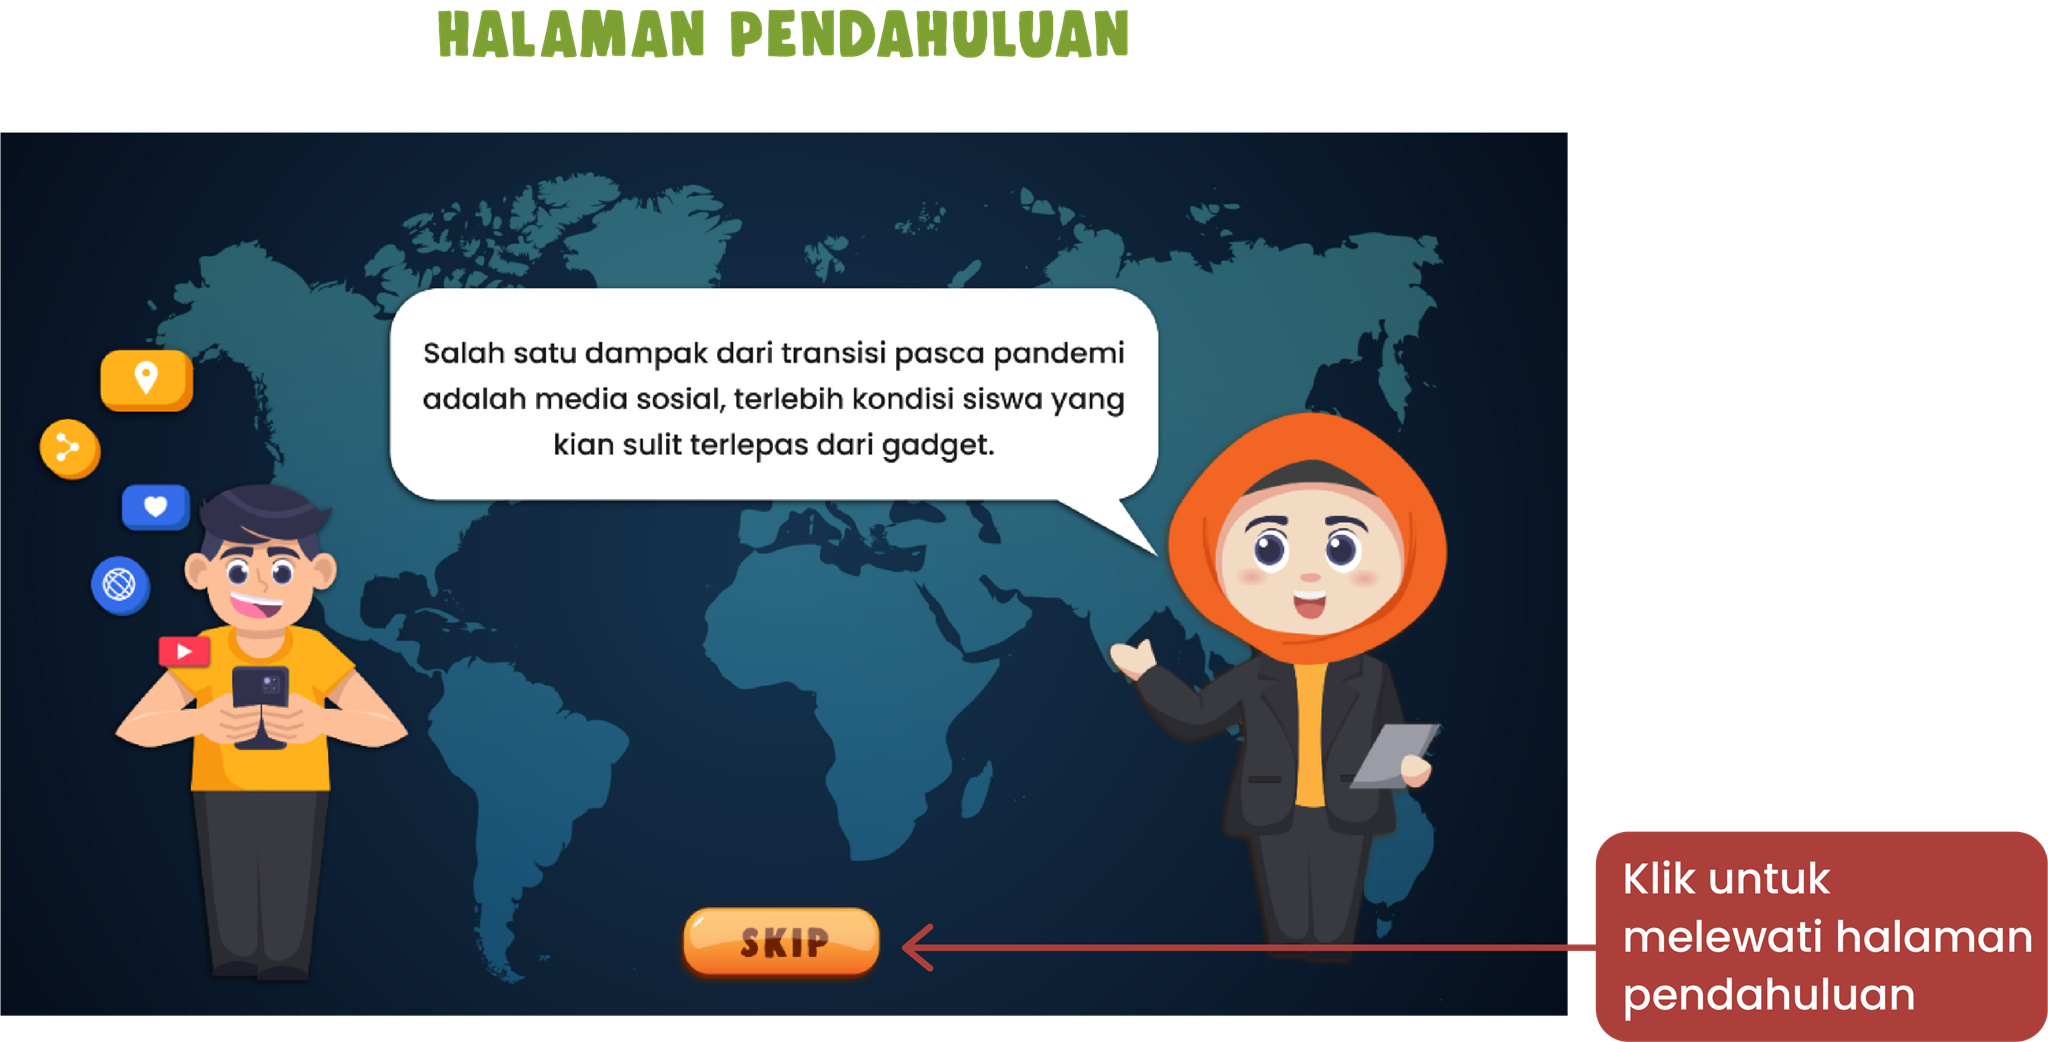 HALAMAN PENDAHULUAN
Salah satu dampak dari transisi pasca pandemi
adalah media sosial, terlebih kondisi siswa yang
kian sulit terlepas dari gadget.
SKIP
Klik untuk
melewati halaman
pendahuluan